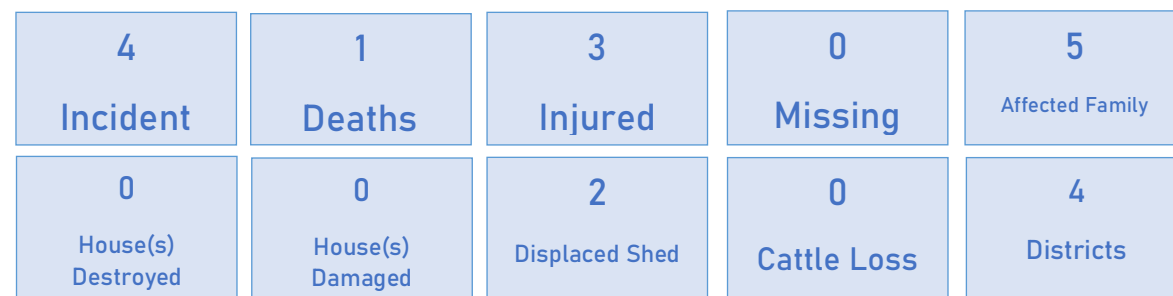 4
Incident
1
Deaths
3
Injured
0
Missing
5
Affected Family
0
House(s)
Destroyed
0
House(s)
Damaged
2
Displaced Shed
0
Cattle Loss
4
Districts